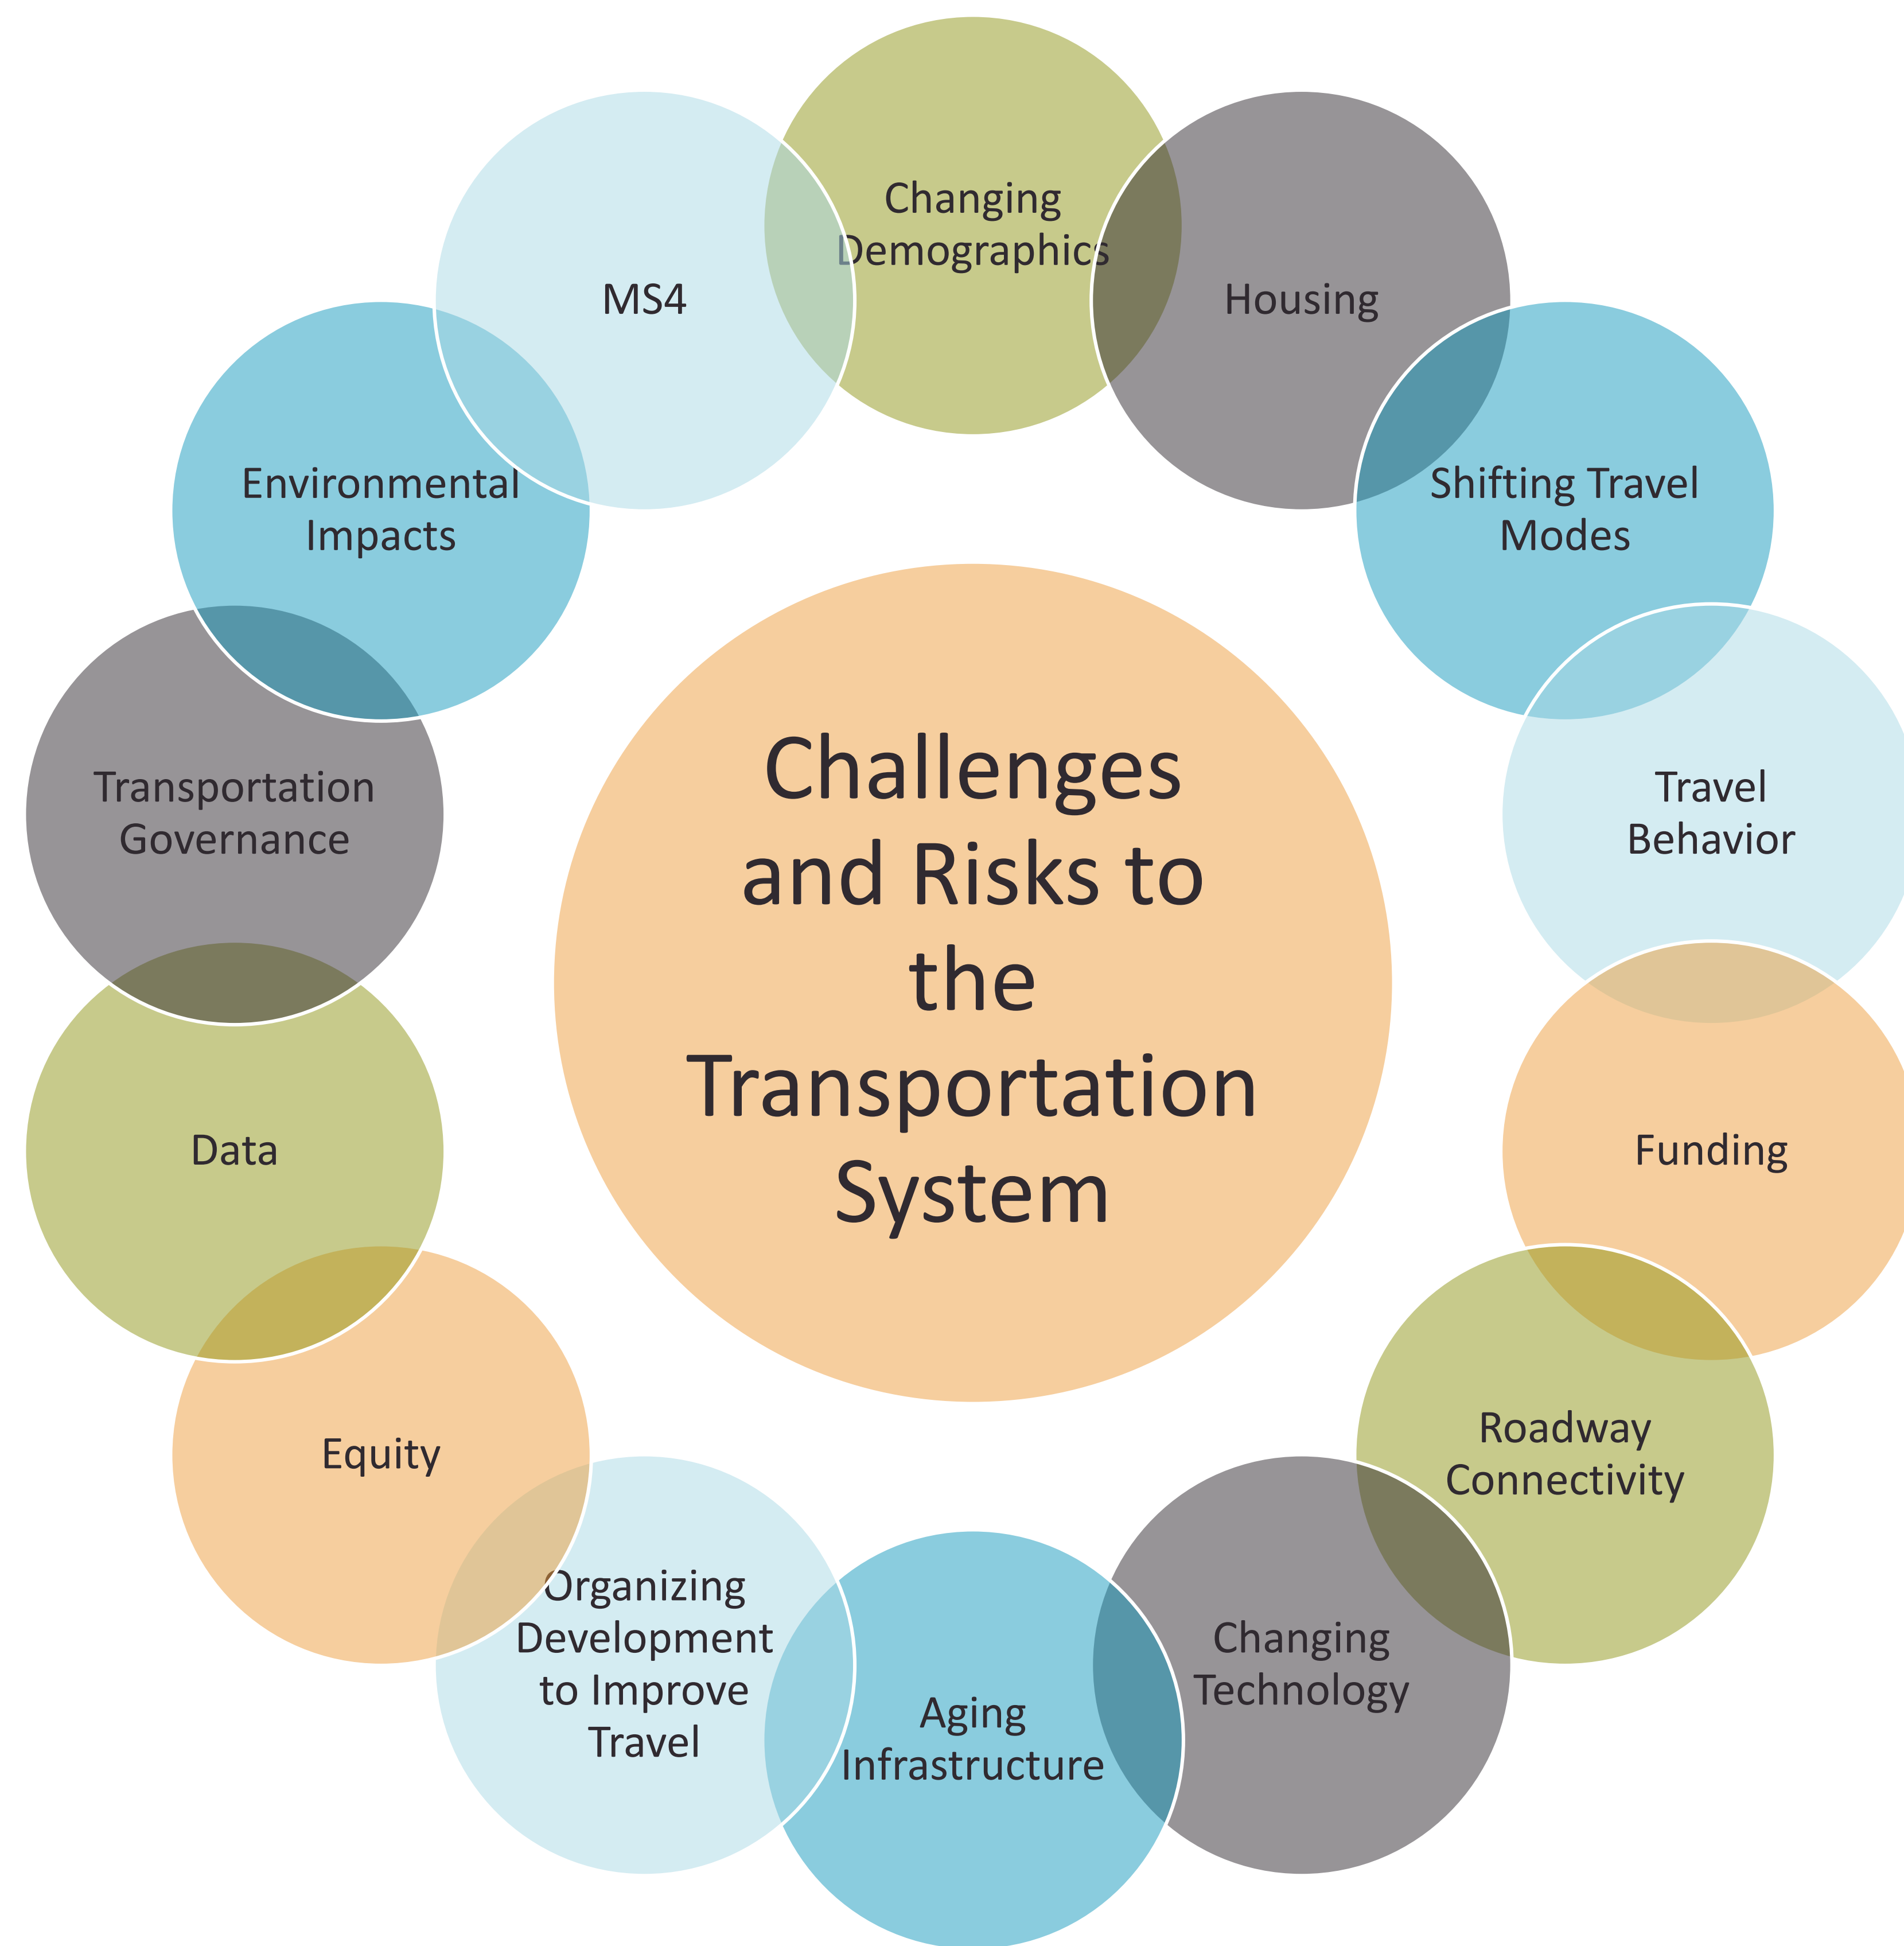 Changing
Demographics
Housing
Shifting Travel
Modes
Travel
Behavior
Funding
Roadway
Connectivity
Changing
Technology
Aging
Infrastructure
Organizing
Development
to Improve
Travel
Equity
Data
Transportation
Governance
Environmental
Impacts
MS4
Challenges
and Risks to
the
Transportation
System